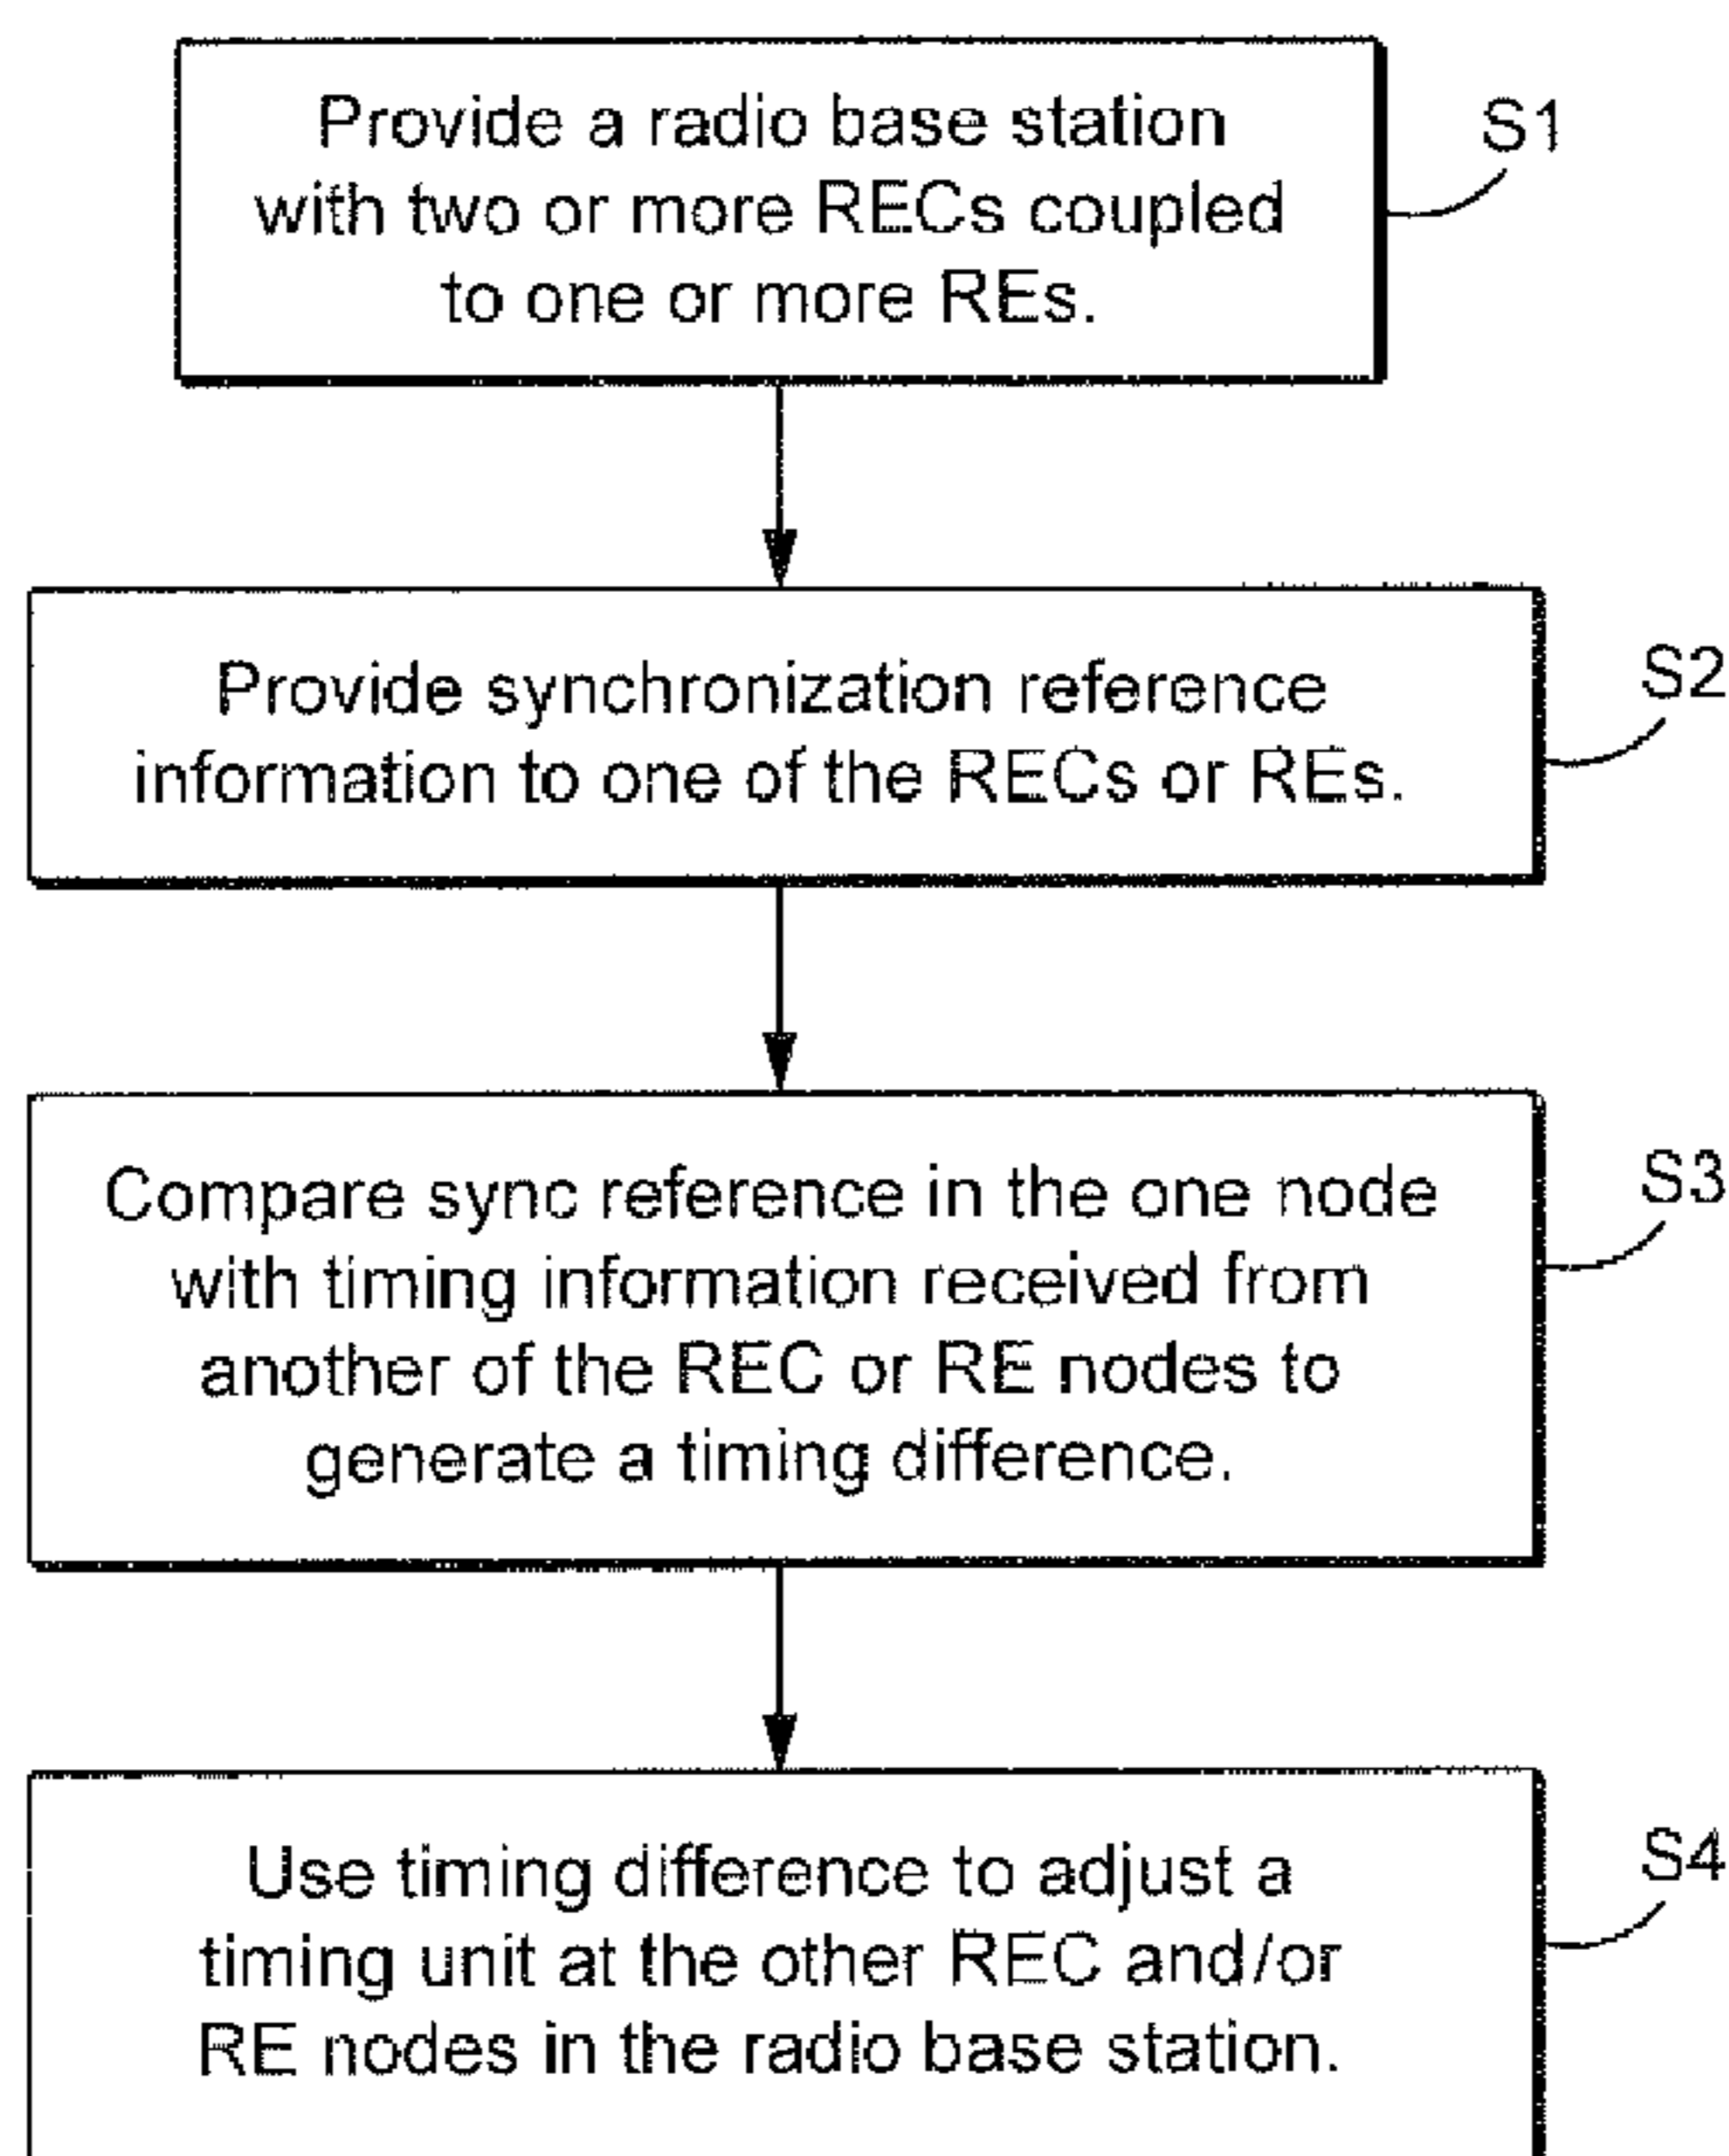 Provide a radio base station
with two or more RECs coupled
to one or more REs.
S1
Provide synchronization reference
information to one of the RECs or REs.
S2
Compare sync reference in the one node
with timing information received from
another of the REC or RE nodes to
generate a timing difference.
S3
Use timing difference to adjust a
timing unit at the other REC and/or
RE nodes in the radio base station.
S4